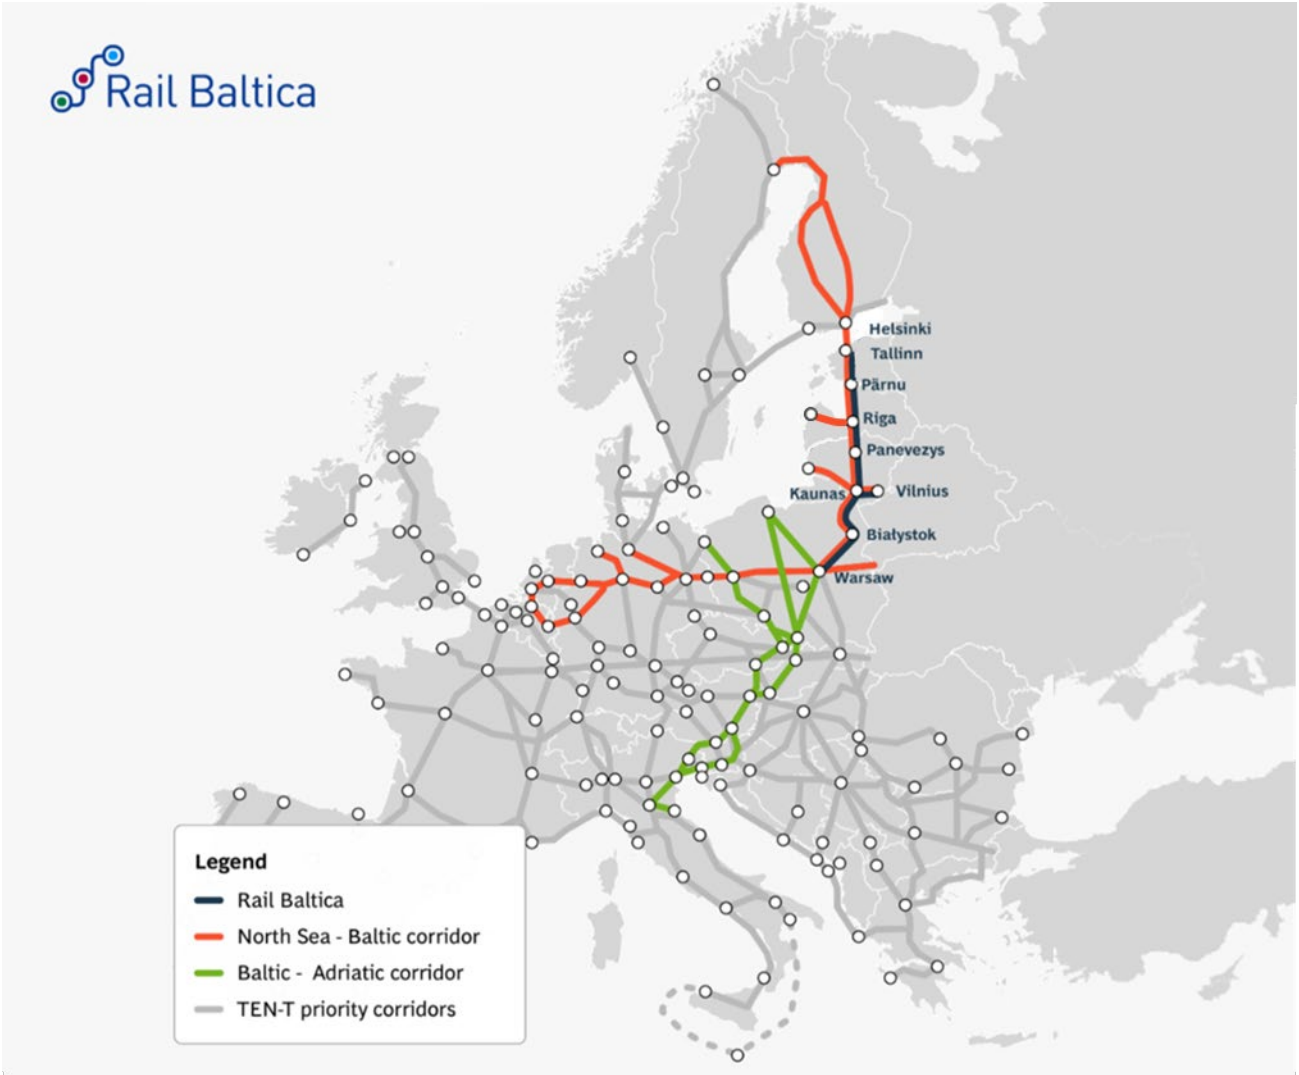 Rail Baltica
Helsinki
Tallinn
Pärnu
Riga
Panevezys
Kaunas
Vilnius
Białystok
Warsaw
Legend
Rail Baltica
North Sea - Baltic corridor
Baltic - Adriatic corridor
TEN-T priority corridors